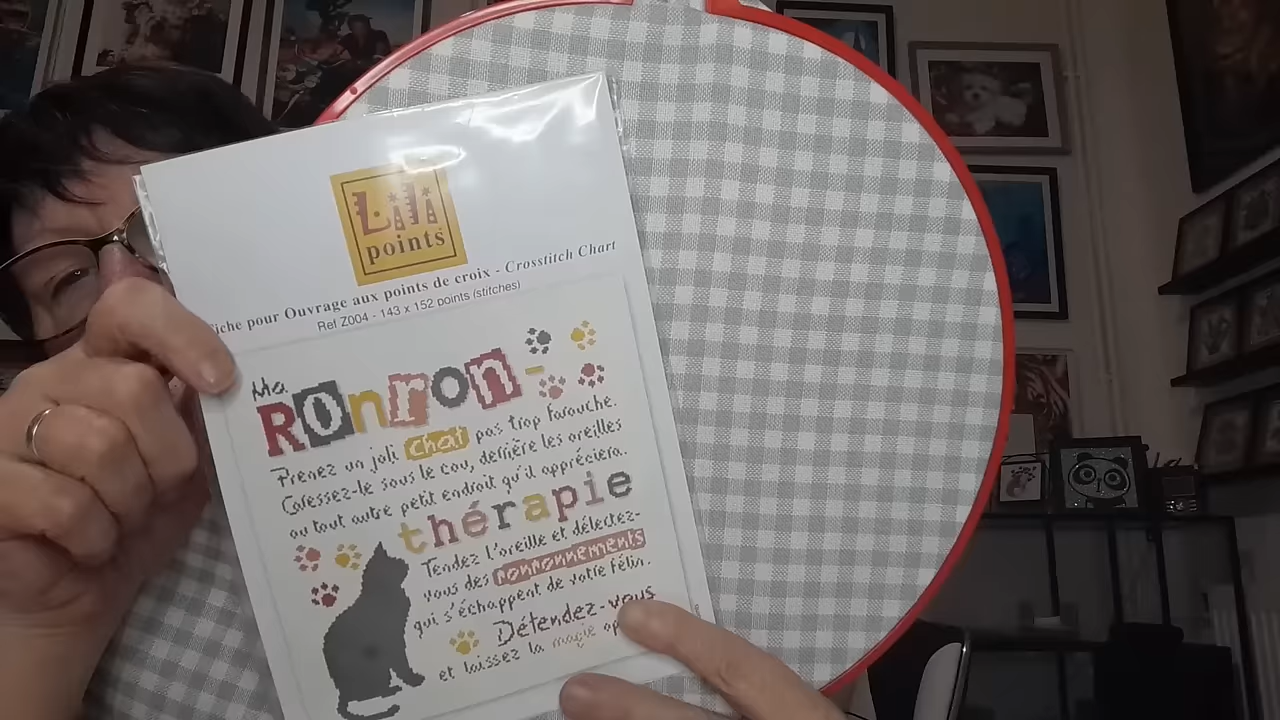 Lili
points
Fiche pour Ouvrage aux points de croix - Crosstitch Chart
Ref Z004 - 143 x 152 points (stitches)
Ma
Ronron-
Prenez un joli chat pas trop farouche.
Caressez-le sous le cou, derrière les oreilles
ou tout autre petit endroit qu'il appréciera.
thérapie
Tendez l'oreille et délectez-
vous des ronronnements
qui s'échappent de votre félin.
Détendez-vous
et laissez la magie op